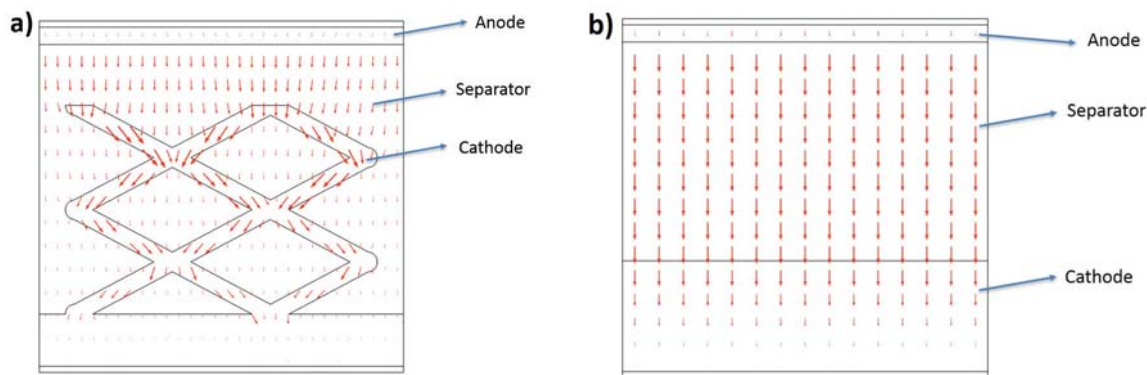 a)
Anode
Separator
Cathode
b)
Anode
Separator
Cathode